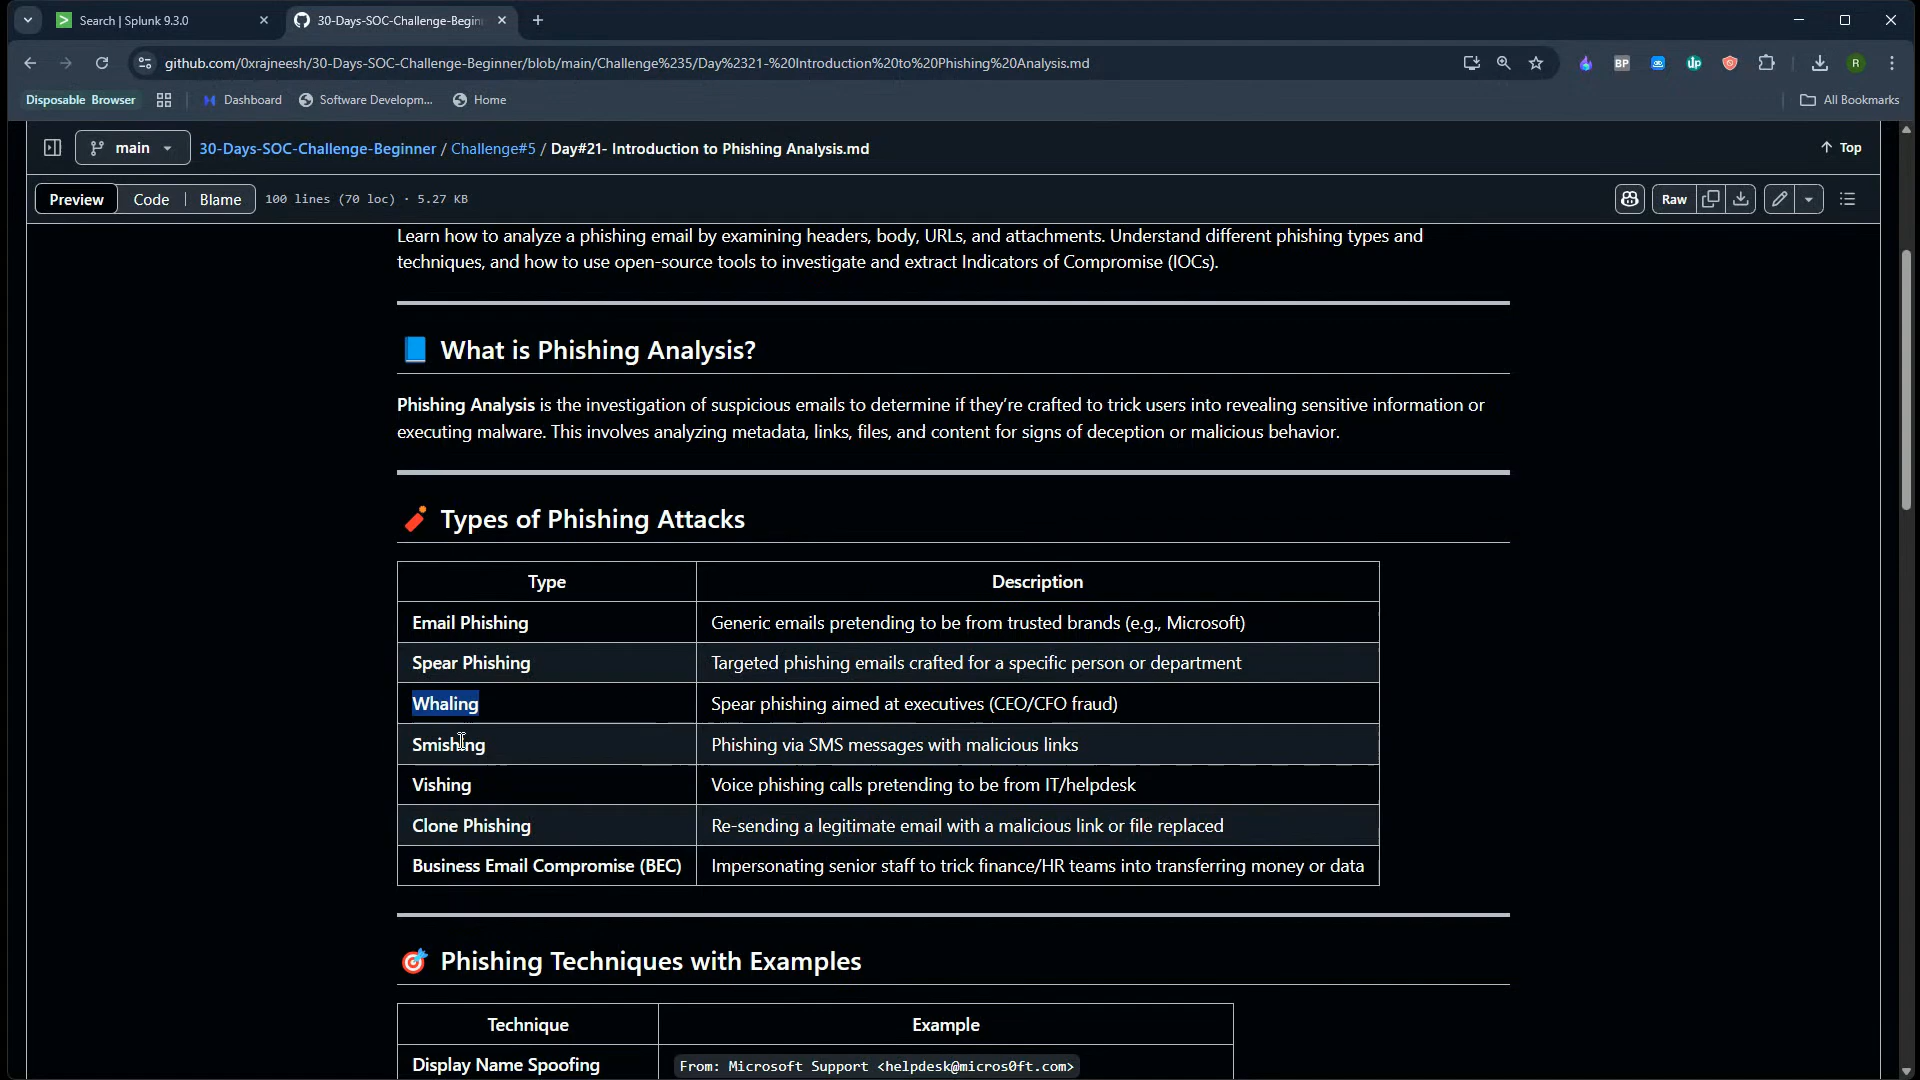 Search | Splunk 9.3.0
30-Days-SOC-Challenge-Beginn
github.com/0xrajneesh/30-Days-SOC-Challenge-Beginner/blob/main/Challenge%235/Day%2321-%20Introduction%20to%20Phishing%20Analysis.md
BP
up
R
Disposable Browser
Dashboard
Software Developm...
Home
All Bookmarks
main
30-Days-SOC-Challenge-Beginner / Challenge#5 / Day#21- Introduction to Phishing Analysis.md
Top
Preview
Code
Blame
100 lines (70 loc) · 5.27 KB
Raw
Learn how to analyze a phishing email by examining headers, body, URLs, and attachments. Understand different phishing types and
techniques, and how to use open-source tools to investigate and extract Indicators of Compromise (IOCs).
What is Phishing Analysis?
Phishing Analysis is the investigation of suspicious emails to determine if they’re crafted to trick users into revealing sensitive information or
executing malware. This involves analyzing metadata, links, files, and content for signs of deception or malicious behavior.
Types of Phishing Attacks
Type Description
Email Phishing Generic emails pretending to be from trusted brands (e.g., Microsoft)
Spear Phishing Targeted phishing emails crafted for a specific person or department
Whaling Spear phishing aimed at executives (CEO/CFO fraud)
Smishing Phishing via SMS messages with malicious links
Vishing Voice phishing calls pretending to be from IT/helpdesk
Clone Phishing Re-sending a legitimate email with a malicious link or file replaced
Business Email Compromise (BEC) Impersonating senior staff to trick finance/HR teams into transferring money or data
Phishing Techniques with Examples
Technique Example
Display Name Spoofing From: Microsoft Support <helpdesk@micros0ft.com>